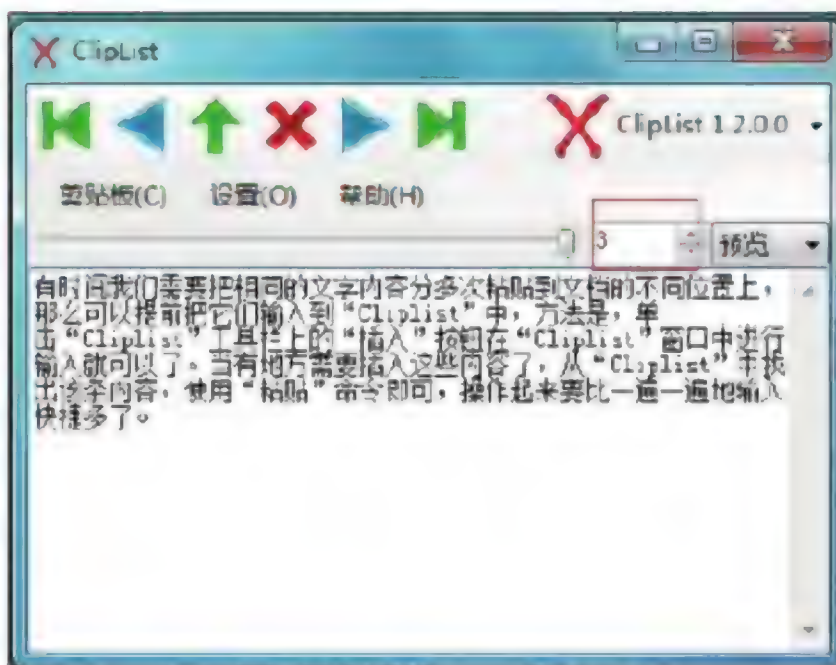 ClipList
ClipList 1.2.0.0
剪贴板(C) 设置(O) 帮助(H)
3 预览
有时间我们需要把相同的文字内容分多次粘贴到文档的不同位置上，
那么可以提前把它们输入到“Cliplist”中，方法是，单
击“Cliplist”工具栏上的“插入”按钮在“Cliplist”窗口中进行
输入就可以了。当有地方需要插入这些内容了，从“Cliplist”中找
出该条内容，使用“粘贴”命令即可，操作起来要比一遍一遍地输入
快捷多了。